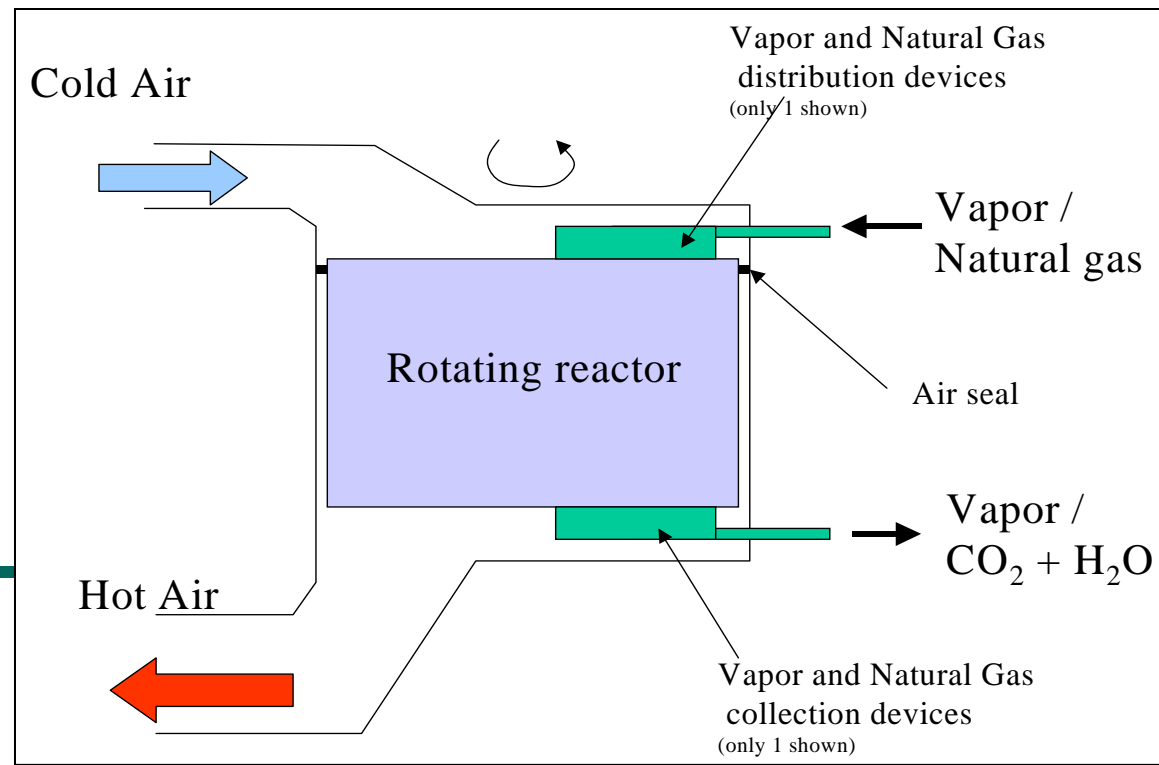 Vapor and Natural Gas
distribution devices
(only 1 shown)
Cold Air
Vapor /
Natural gas
Rotating reactor
Air seal
Vapor /
CO₂ + H₂O
Hot Air
Vapor and Natural Gas
collection devices
(only 1 shown)